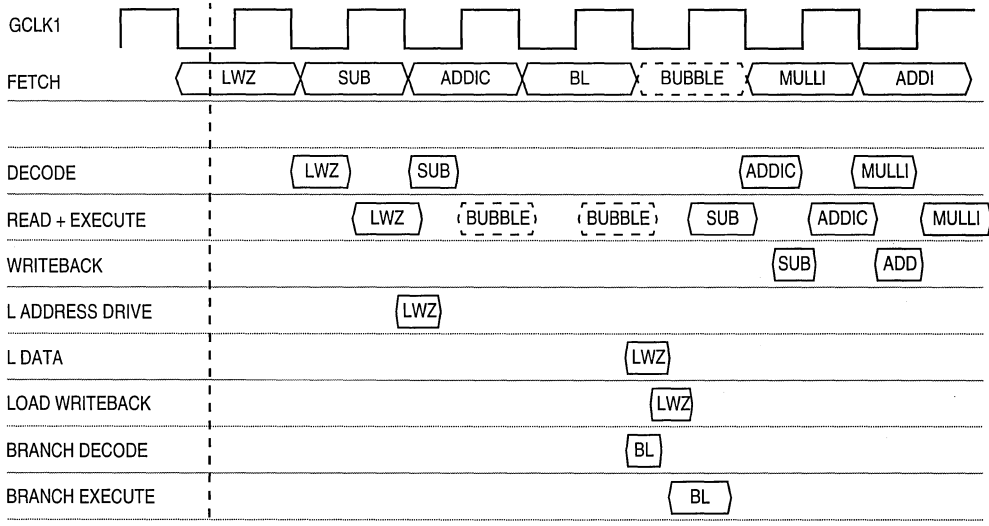 GCLK1
FETCH LWZ SUB ADDIC BL BUBBLE MULLI ADDI
DECODE LWZ SUB ADDIC MULLI
READ + EXECUTE LWZ BUBBLE BUBBLE SUB ADDIC MULLI
WRITEBACK SUB ADD
L ADDRESS DRIVE LWZ
L DATA LWZ
LOAD WRITEBACK LWZ
BRANCH DECODE BL
BRANCH EXECUTE BL